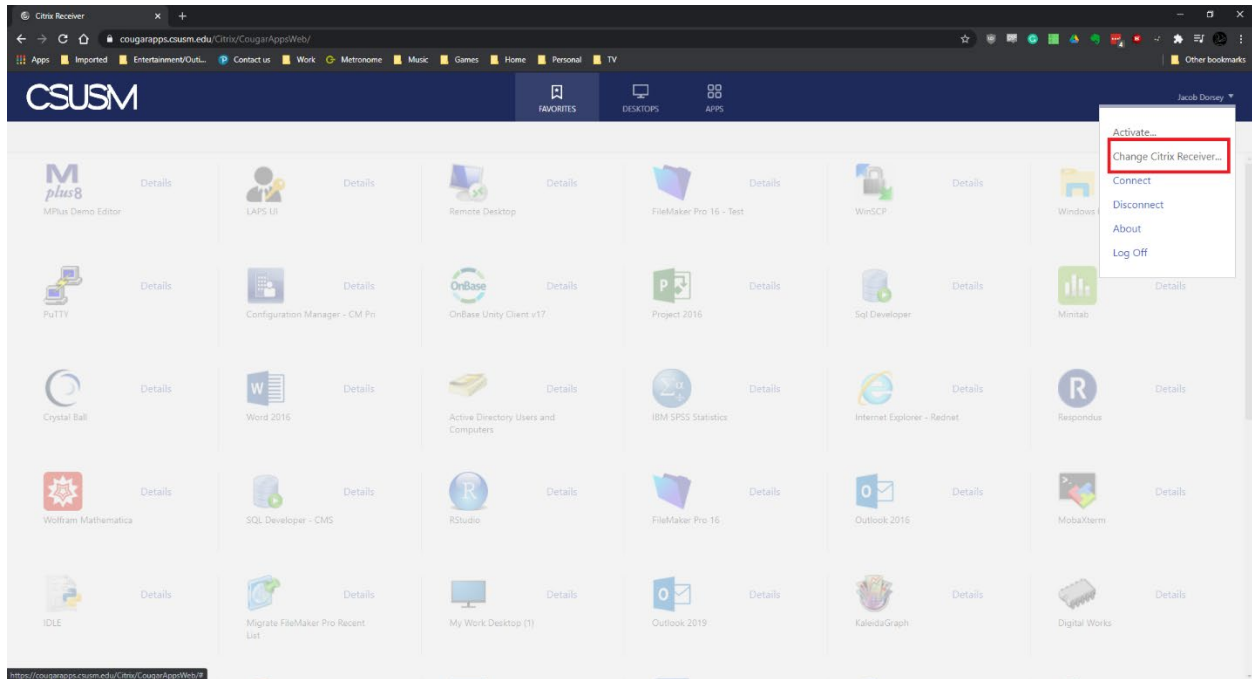 Citrix Receiver
cougarapps.csusm.edu/Citrix/CougarAppsWeb/
Apps Imported Entertainment/Outi... Contact us Work Metronome Music Games Home Personal TV Other bookmarks
CSUSM
FAVORITES DESKTOPS APPS
Jacob Dorsey
Activate...
Change Citrix Receiver...
Connect
Disconnect
About
Log Off
M
plus8
Details Details Details Details Details
MPlus Demo Editor LAPS UI Remote Desktop FileMaker Pro 16 - Test WinSCP Windows
OnBase
Details Details Details Details Details Details
PuTTY Configuration Manager - CM Pri OnBase Unity Client v17 Project 2016 Sql Developer Minitab
Details Details Details Details Details Details
Crystal Ball Word 2016 Active Directory Users and IBM SPSS Statistics Internet Explorer - Rednet Respondus
Computers
Details Details Details Details Details Details
Wolfram Mathematica SQL Developer - CMS RStudio FileMaker Pro 16 Outlook 2016 MobaXterm
Details Details Details Details Details Details
IDLE Migrate FileMaker Pro Recent My Work Desktop (1) Outlook 2019 KaleidaGraph Digital Works
List
https://cougarapps.csusm.edu/Citrix/CougarAppsWeb/#